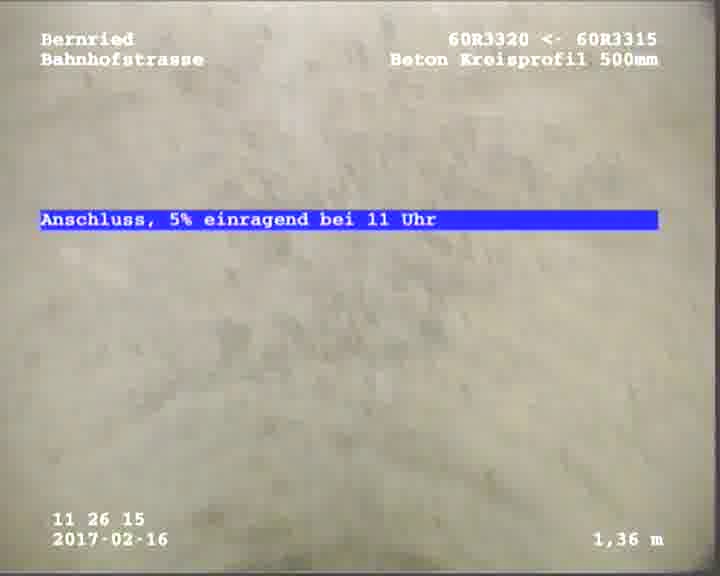 Bernried 60R3320 <- 60R3315
Bahnhofstrasse Beton Kreisprofil 500mm
Anschluss, 5% einragend bei 11 Uhr
11 26 15
2017-02-16 1,36 m